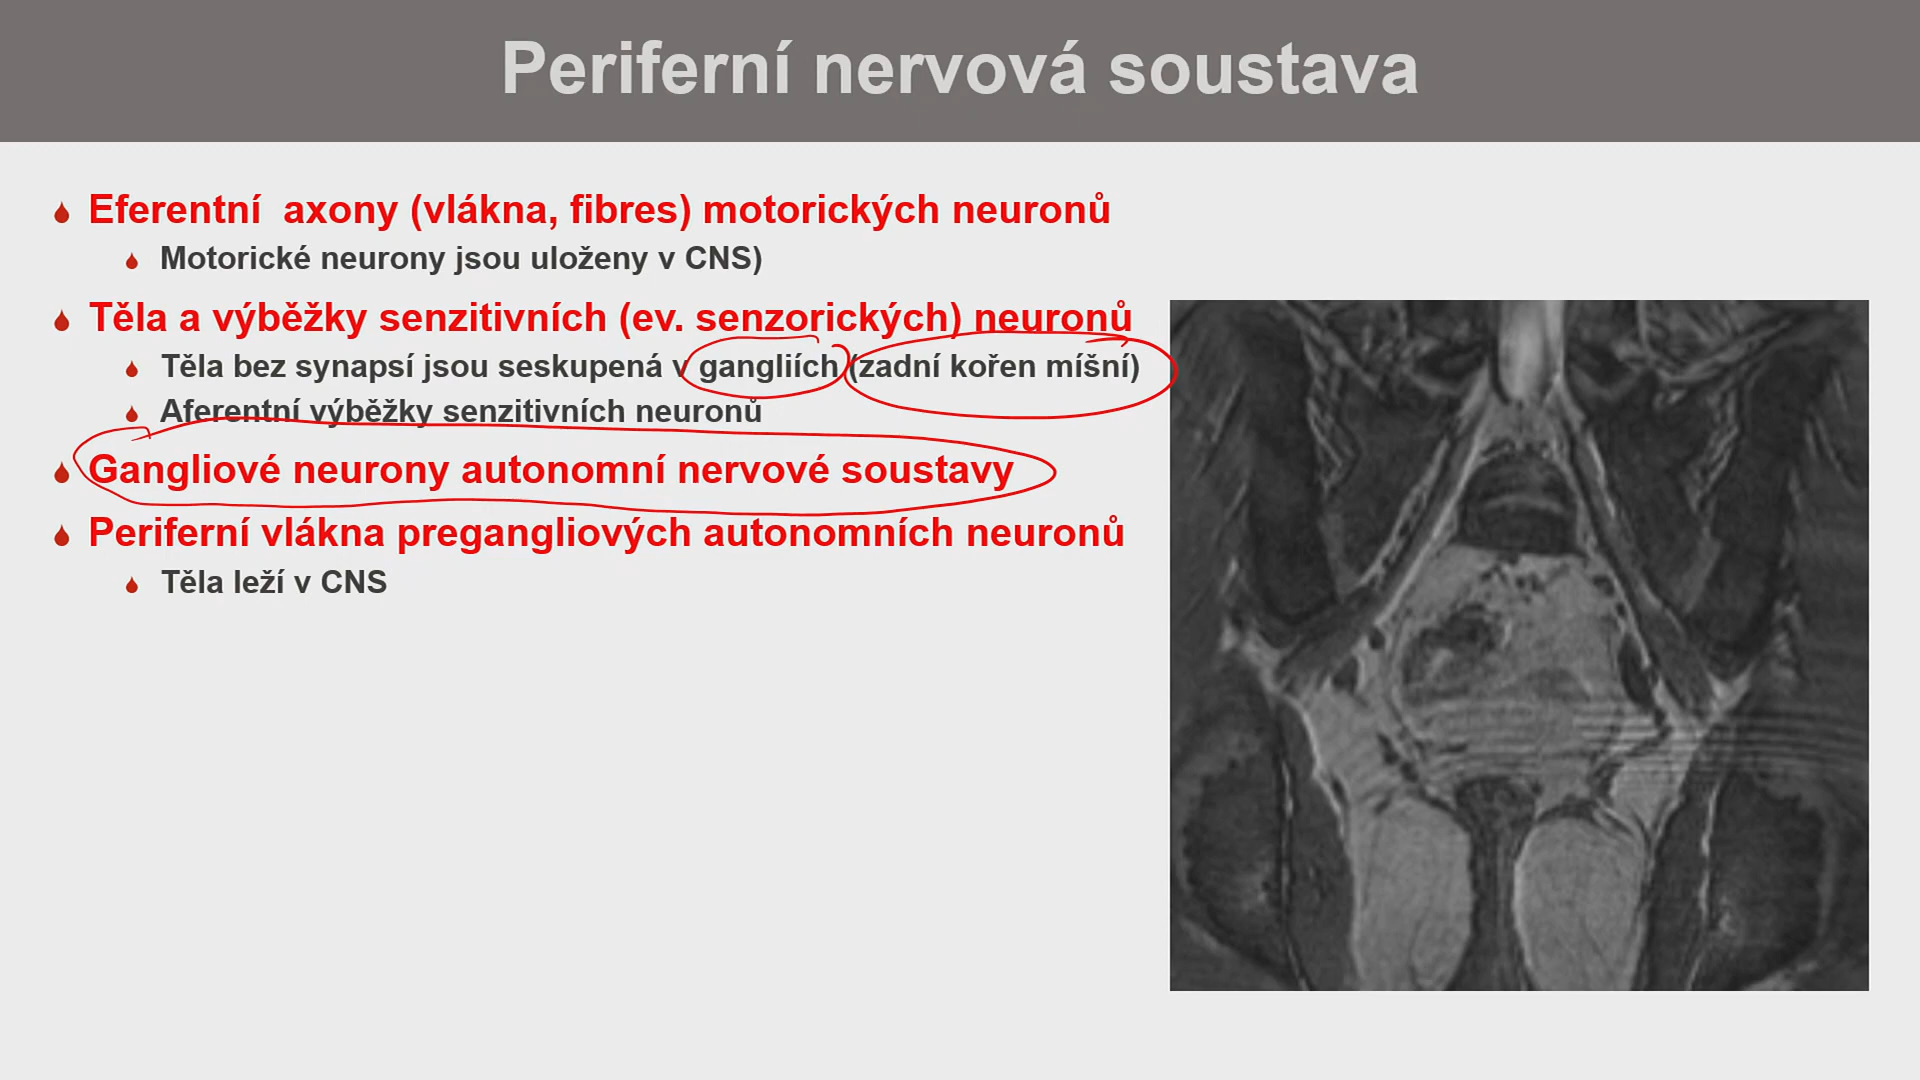 Periferní nervová soustava
Eferentní axony (vlákna, fibres) motorických neuronů
Motorické neurony jsou uloženy v CNS)
Těla a výběžky senzitivních (ev. senzorických) neuronů
Těla bez synapsí jsou seskupená v gangliích (zadní kořen míšní)
Aferentní výběžky senzitivních neuronů
Gangliové neurony autonomní nervové soustavy
Periferní vlákna pregangliových autonomních neuronů
Těla leží v CNS